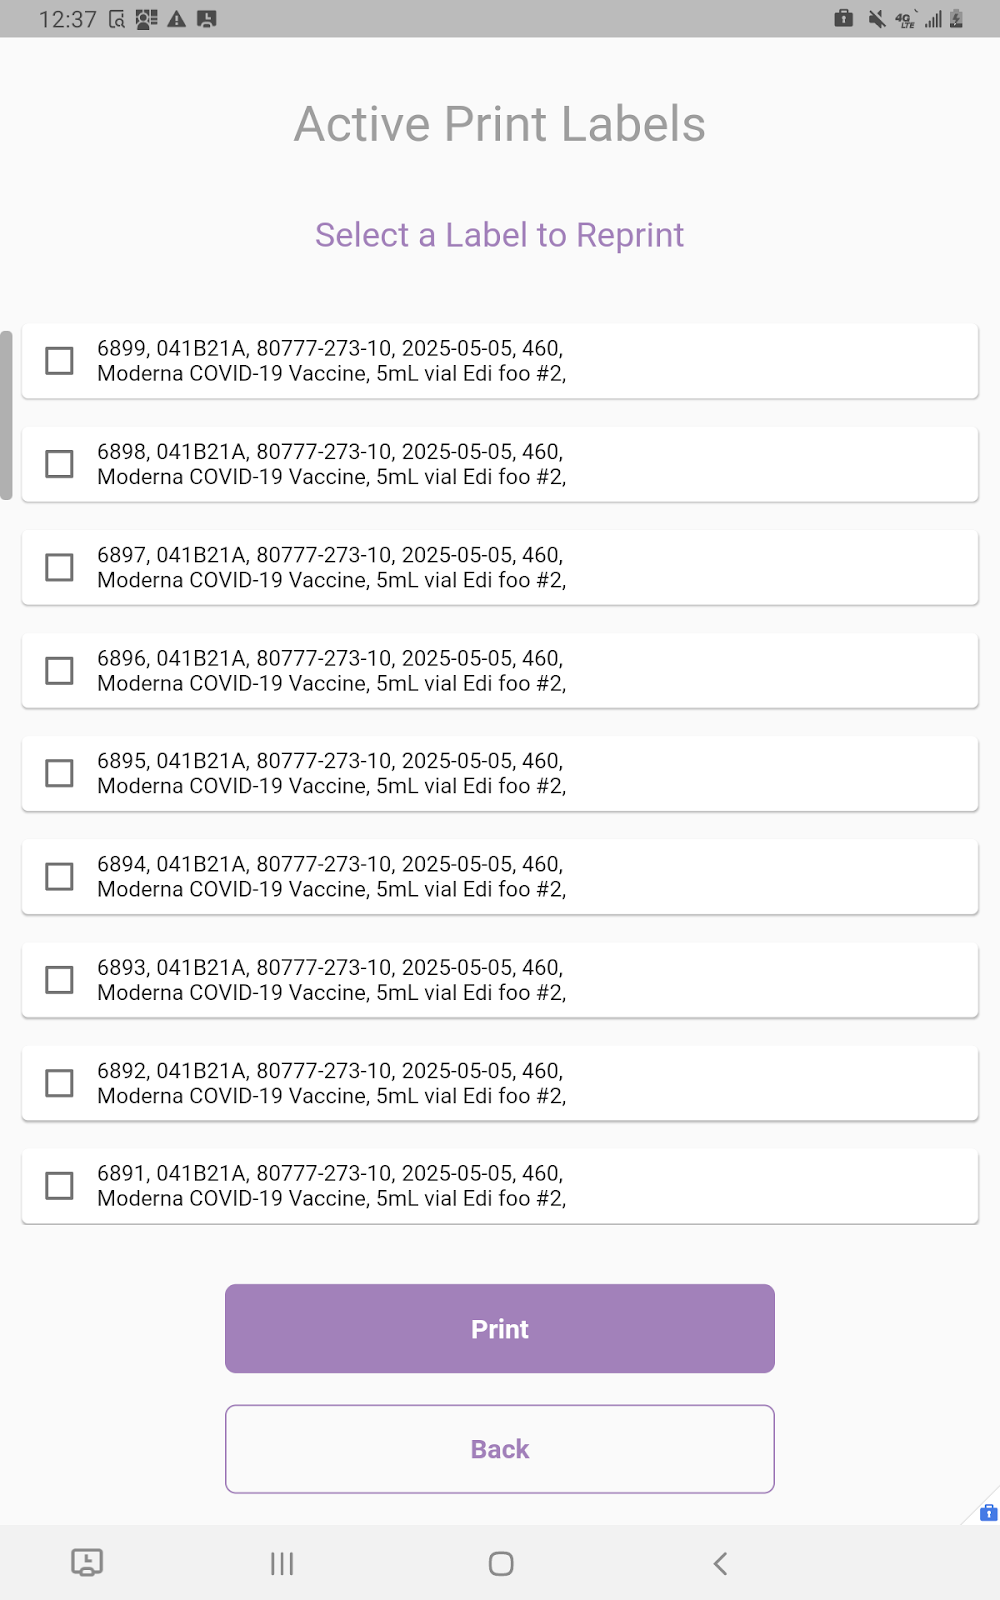 12:37
4G
LTE
Active Print Labels
Select a Label to Reprint
6899, 041B21A, 80777-273-10, 2025-05-05, 460,
Moderna COVID-19 Vaccine, 5mL vial Edi foo #2,
6898, 041B21A, 80777-273-10, 2025-05-05, 460,
Moderna COVID-19 Vaccine, 5mL vial Edi foo #2,
6897, 041B21A, 80777-273-10, 2025-05-05, 460,
Moderna COVID-19 Vaccine, 5mL vial Edi foo #2,
6896, 041B21A, 80777-273-10, 2025-05-05, 460,
Moderna COVID-19 Vaccine, 5mL vial Edi foo #2,
6895, 041B21A, 80777-273-10, 2025-05-05, 460,
Moderna COVID-19 Vaccine, 5mL vial Edi foo #2,
6894, 041B21A, 80777-273-10, 2025-05-05, 460,
Moderna COVID-19 Vaccine, 5mL vial Edi foo #2,
6893, 041B21A, 80777-273-10, 2025-05-05, 460,
Moderna COVID-19 Vaccine, 5mL vial Edi foo #2,
6892, 041B21A, 80777-273-10, 2025-05-05, 460,
Moderna COVID-19 Vaccine, 5mL vial Edi foo #2,
6891, 041B21A, 80777-273-10, 2025-05-05, 460,
Moderna COVID-19 Vaccine, 5mL vial Edi foo #2,
Print
Back